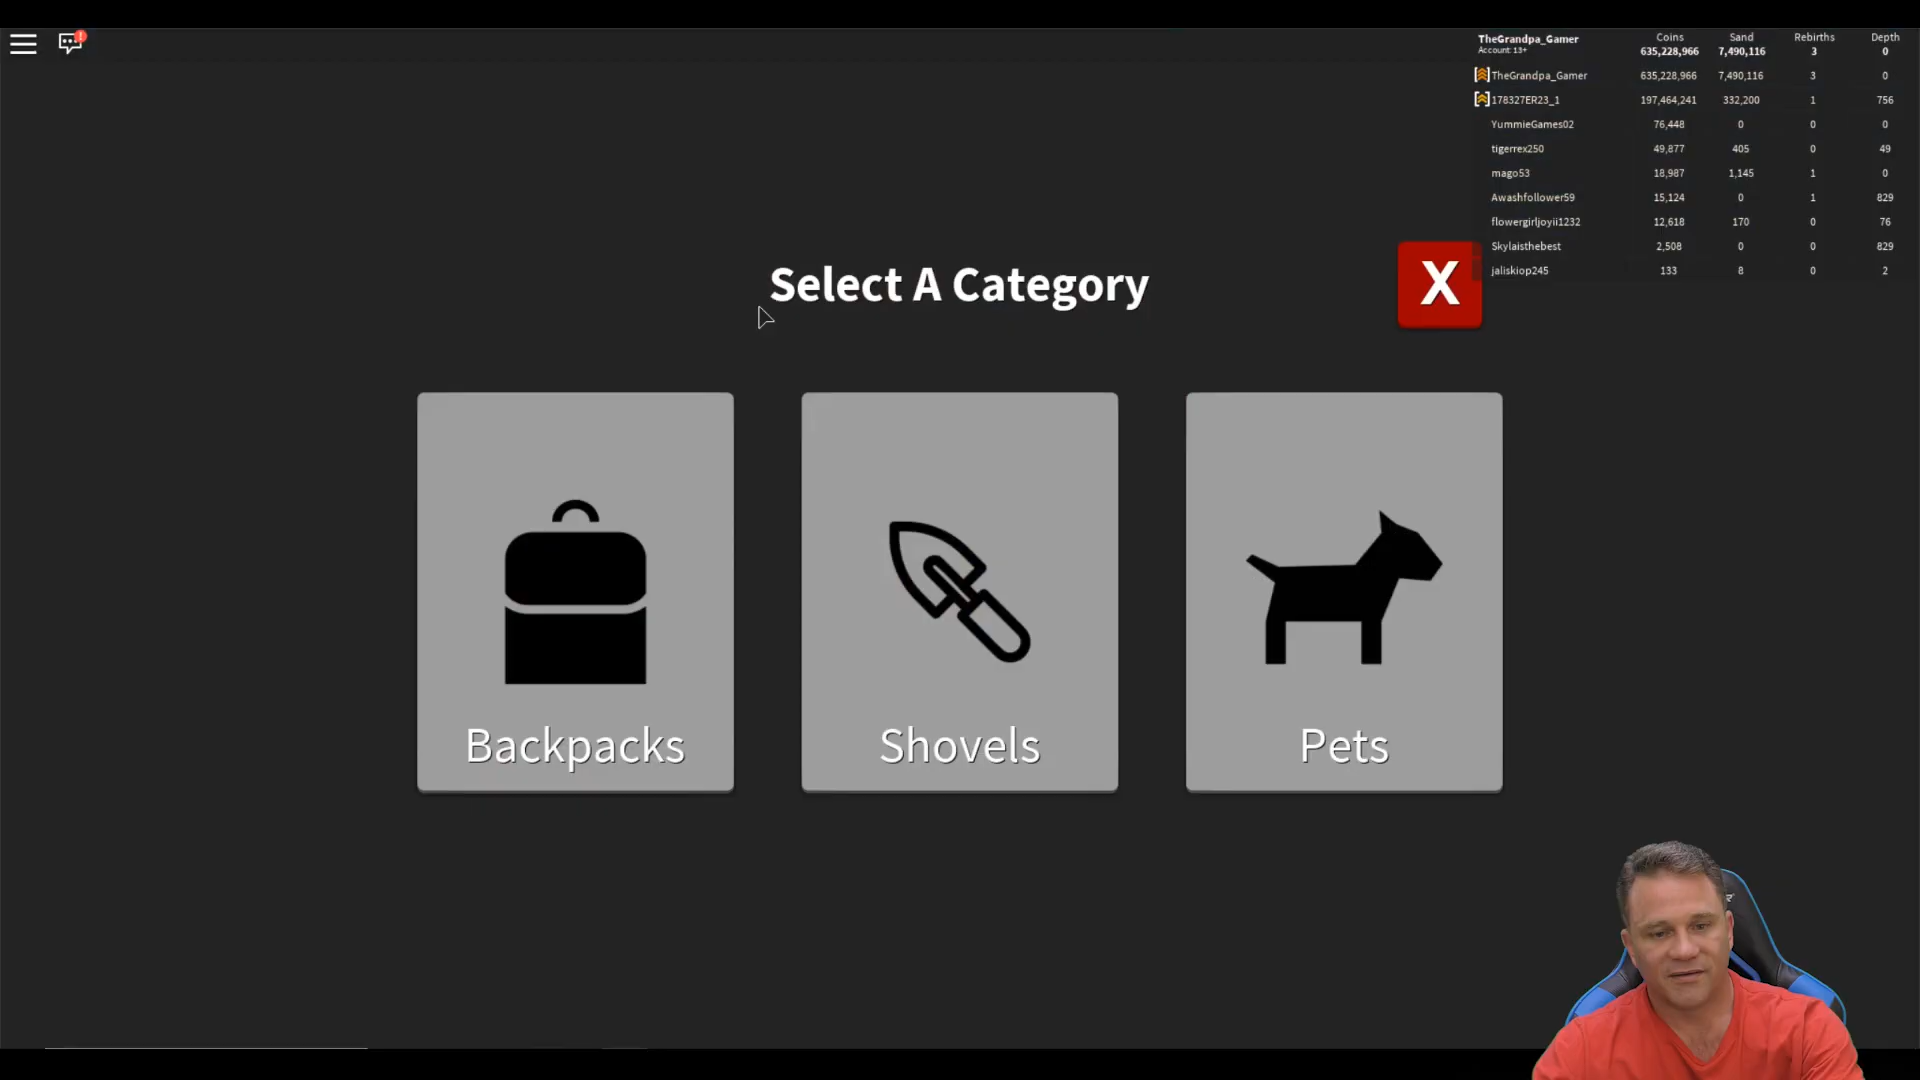 TheGrandpa_Gamer Coins Sand Rebirths Depth
Account: 13+ 635,228,966 7,490,116 3 0
TheGrandpa_Gamer 635,228,966 7,490,116 3 0
178327ER23_1 197,464,241 332,200 1 756
YummieGames02 76,448 0 0 0
tigerrex250 49,877 405 0 49
mago53 18,987 1,145 1 0
Awashfollower59 15,124 0 1 829
flowergirljoyii1232 12,618 170 0 76
Skylaisthebest 2,508 0 0 829
jaliskiop245 133 8 0 2
Select A Category
X
Backpacks
Shovels
Pets